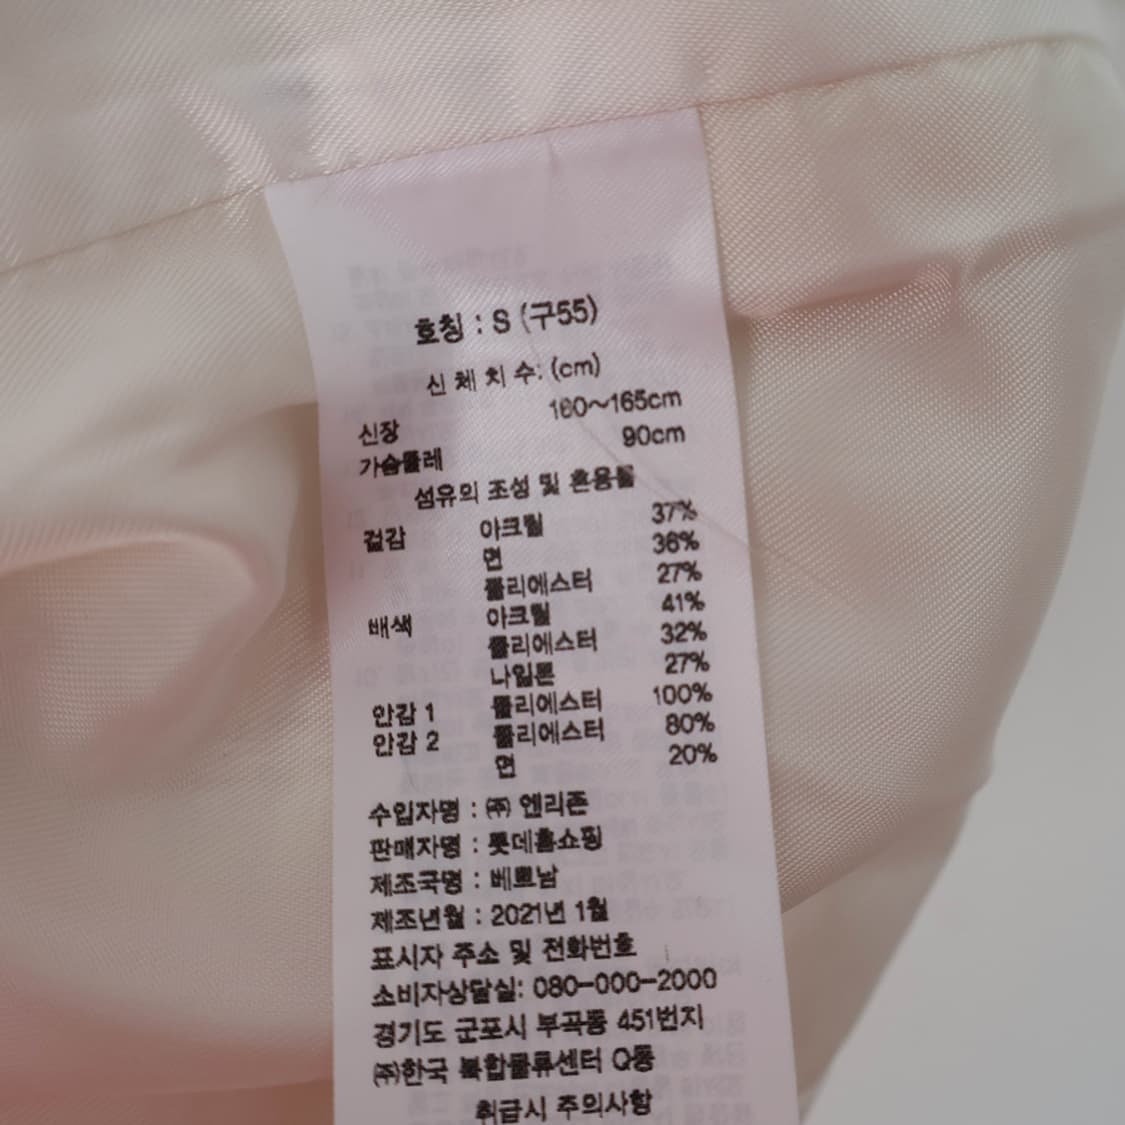 호칭 : S (구55)
신 체 치 수: (cm)
신장 160~165cm
가슴둘레 90cm
섬유의 조성 및 혼용률
겉감 아크릴 37%
면 36%
폴리에스터 27%
배색 아크릴 41%
폴리에스터 32%
나일론 27%
안감 1 폴리에스터 100%
안감 2 폴리에스터 80%
면 20%
수입자명 : ㈜ 엔리존
판매자명 : 롯데홈쇼핑
제조국명 : 베트남
제조년월 : 2021년 1월
표시자 주소 및 전화번호
소비자상담실: 080-000-2000
경기도 군포시 부곡동 451번지
㈜한국 복합물류센터 Q동
취급시 주의사항